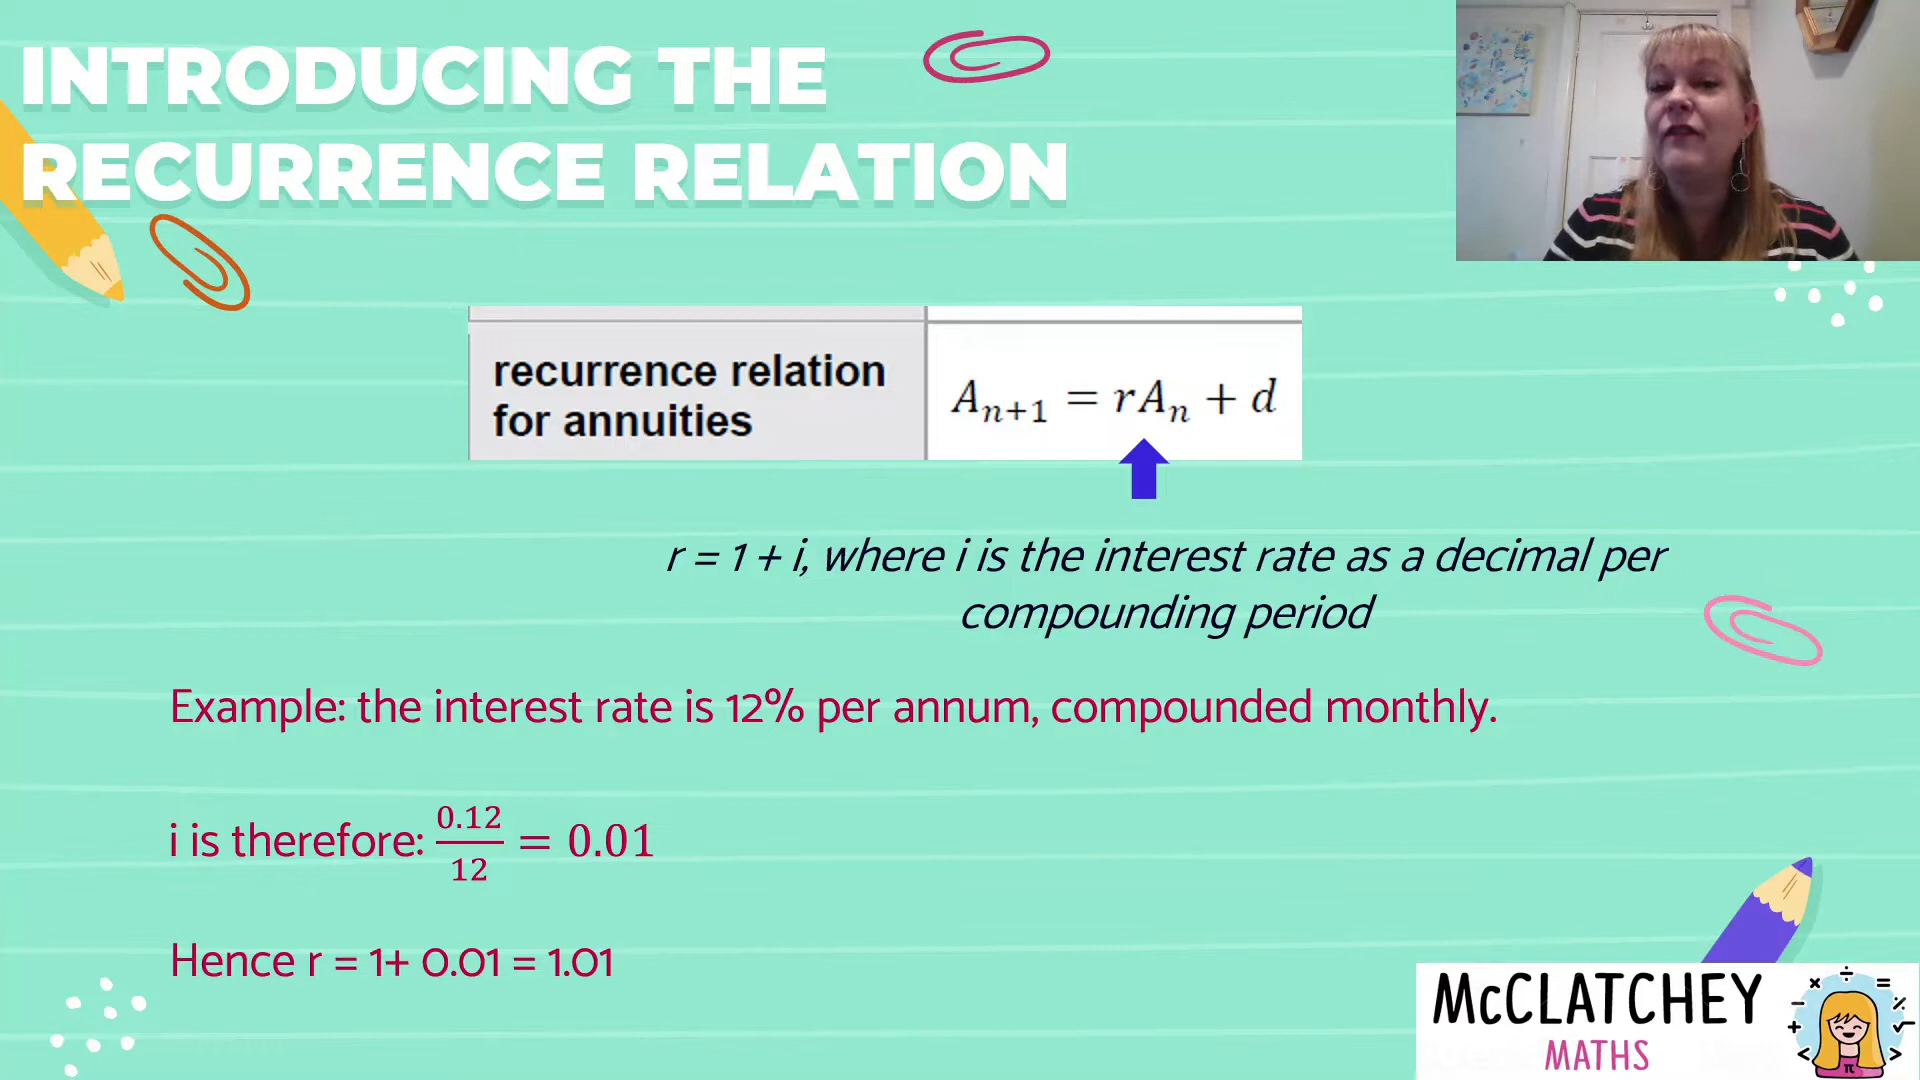 INTRODUCING THE
RECURRENCE RELATION
recurrence relation
for annuities
Aₙ₊₁ = rAₙ + d
r = 1 + i, where i is the interest rate as a decimal per
compounding period
Example: the interest rate is 12% per annum, compounded monthly.
i is therefore: 0.12/12 = 0.01
Hence r = 1+ 0.01 = 1.01
McCLATCHEY
MATHS